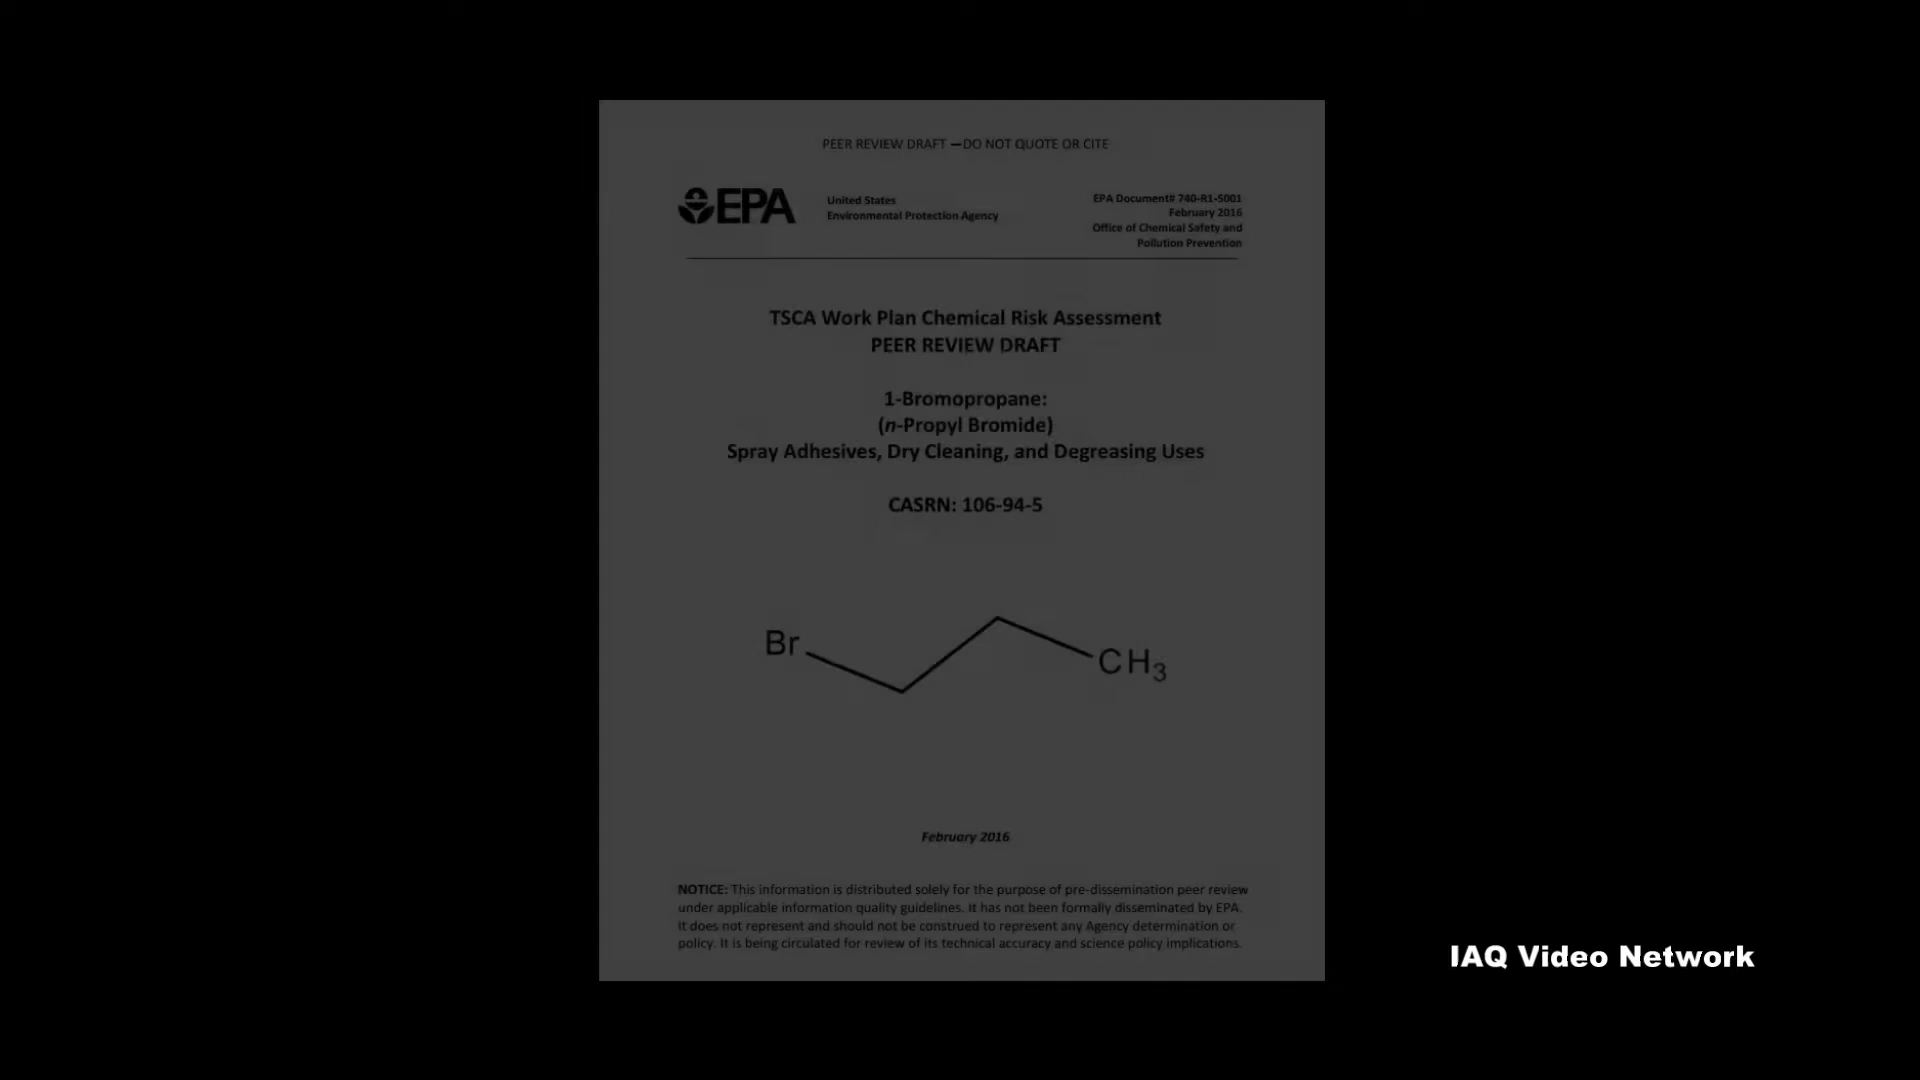 PEER REVIEW DRAFT —DO NOT QUOTE OR CITE
EPA
United States
Environmental Protection Agency
EPA Document# 740-R1-5001
February 2016
Office of Chemical Safety and
Pollution Prevention
TSCA Work Plan Chemical Risk Assessment
PEER REVIEW DRAFT
1-Bromopropane:
(n-Propyl Bromide)
Spray Adhesives, Dry Cleaning, and Degreasing Uses
CASRN: 106-94-5
Br
CH₃
February 2016
NOTICE: This information is distributed solely for the purpose of pre-dissemination peer review
under applicable information quality guidelines. It has not been formally disseminated by EPA.
It does not represent and should not be construed to represent any Agency determination or
policy. It is being circulated for review of its technical accuracy and science policy implications.
IAQ Video Network